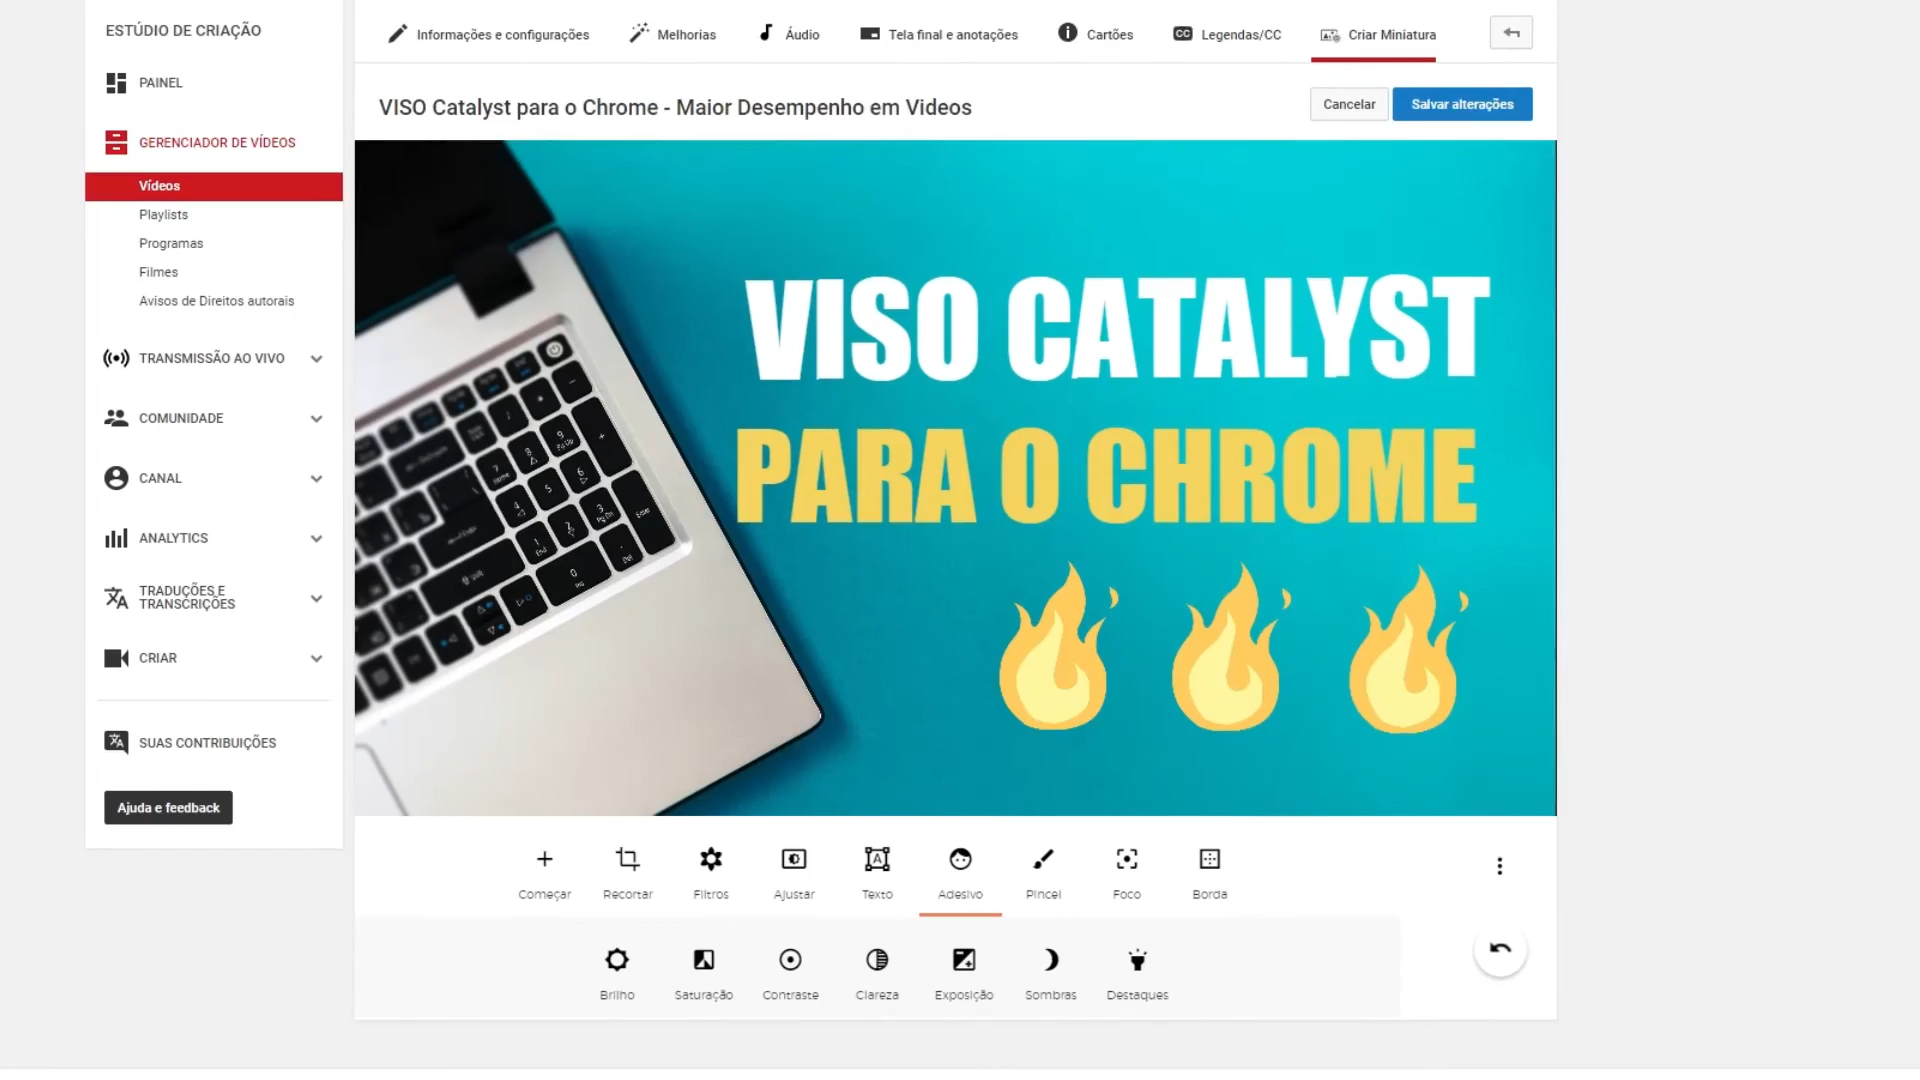 ESTÚDIO DE CRIAÇÃO
PAINEL
GERENCIADOR DE VÍDEOS
Vídeos
Playlists
Programas
Filmes
Avisos de Direitos autorais
TRANSMISSÃO AO VIVO
COMUNIDADE
CANAL
ANALYTICS
TRADUÇÕES E
TRANSCRIÇÕES
CRIAR
SUAS CONTRIBUIÇÕES
Ajuda e feedback
Informações e configurações
Melhorias
Áudio
Tela final e anotações
Cartões
CC Legendas/CC
Criar Miniatura
VISO Catalyst para o Chrome - Maior Desempenho em Videos
Cancelar
Salvar alterações
VISO CATALYST
PARA O CHROME
Começar
Recortar
Filtros
Ajustar
Texto
Adesivo
Pincel
Foco
Borda
Brilho
Saturação
Contraste
Clareza
Exposição
Sombras
Destaques